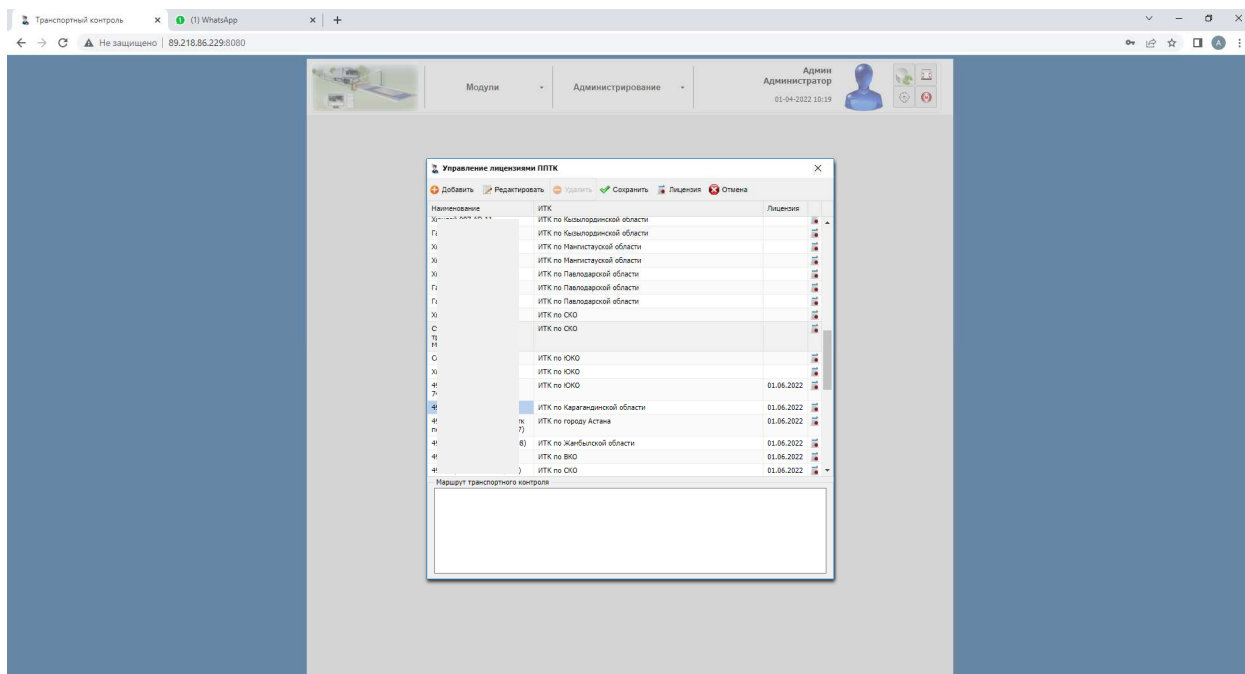 Транспортный контроль
(1) WhatsApp
Не защищено 89.218.86.229:8080
Модули
Администрирование
Админ
Администратор
01-04-2022 10:19
Управление лицензиями ППТК
Добавить Редактировать Удалить Сохранить Лицензия Отмена
Наименование ИТК Лицензия
ИТК по Кызылординской области
ИТК по Кызылординской области
ИТК по Мангистауской области
ИТК по Мангистауской области
ИТК по Павлодарской области
ИТК по Павлодарской области
ИТК по Павлодарской области
ИТК по СКО
ИТК по СКО
ИТК по ЮКО
ИТК по ЮКО
ИТК по ЮКО 01.06.2022
ИТК по Карагандинской области 01.06.2022
ИТК по городу Астана 01.06.2022
7)
6) ИТК по Жамбылской области 01.06.2022
ИТК по ВКО 01.06.2022
) ИТК по СКО 01.06.2022
Маршрут транспортного контроля